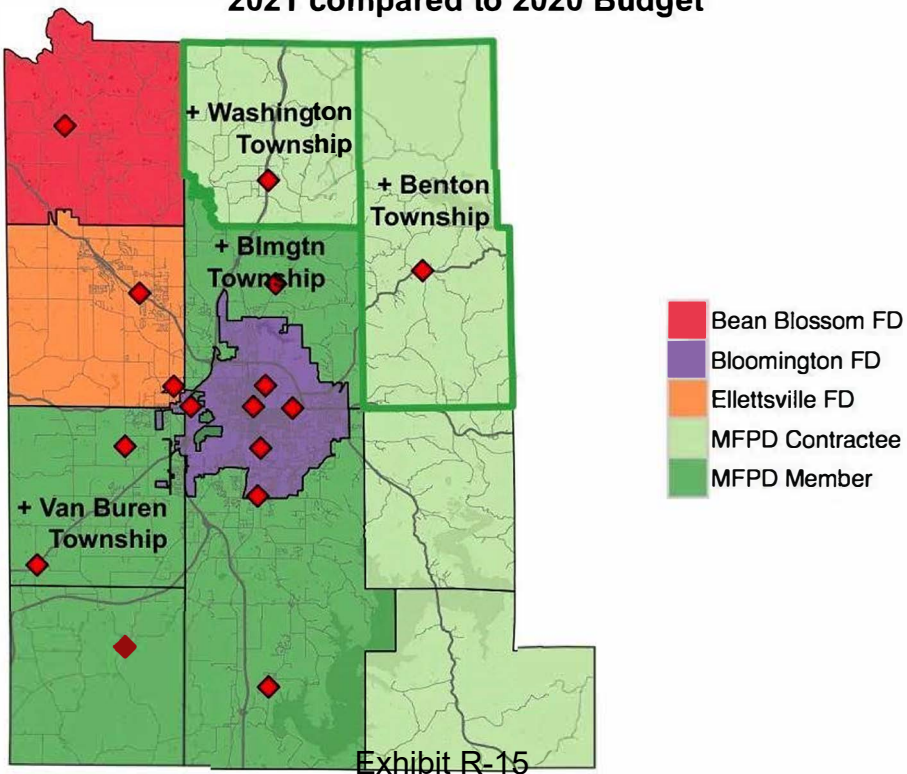 2021 compared to 2020 Budget
+ Washington
Township
+ Benton
Township
+ Blmgtn
Township
+ Van Buren
Township
Bean Blossom FD
Bloomington FD
Ellettsville FD
MFPD Contractee
MFPD Member
Exhibit R-15